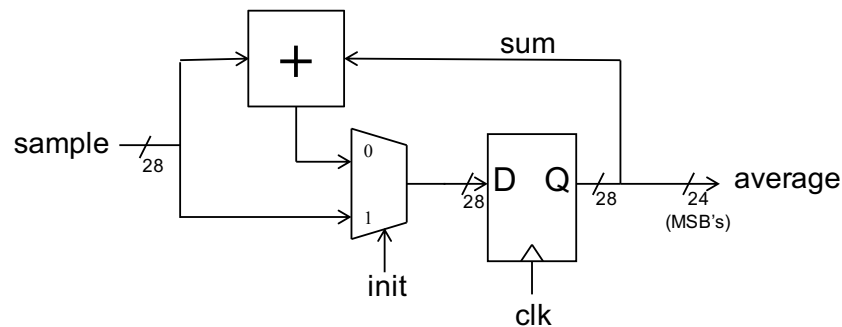 +
sum
sample
28
0
1
28
D Q
28
24
(MSB's)
average
init
clk